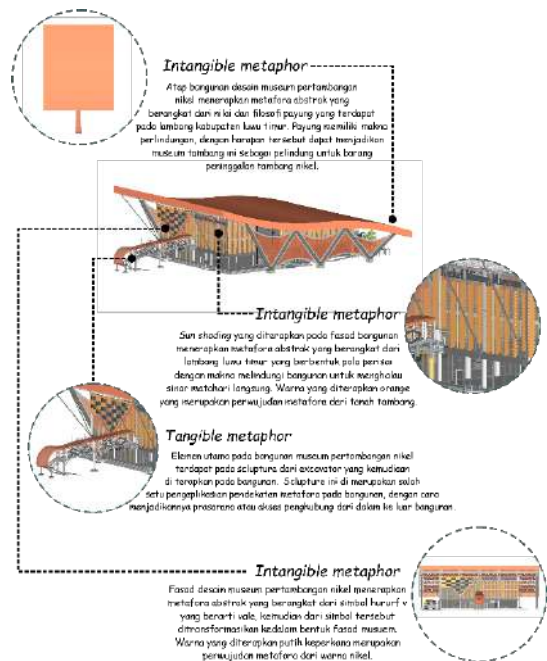 Intangible metaphor
Atap bangunan desain museum pertambangan
nikel menerapkan metafora abstrak yang
berangkat dari nilai dan filosofi payung yang terdapat
pada lambang kabupaten luwu timur. Payung memiliki makna
perlindungan, dengan harapan tersebut dapat menjadikan
museum tambang ini sebagai pelindung untuk barang
peninggalan tambang nikel.
Intangible metaphor
Sun shading yang diterapkan pada fasad bangunan
menerapkan metafora abstrak yang berangkat dari
lambang luwu timur yang berbentuk pola perisai
dengan makna melindungi bangunan untuk menghalau
sinar matahari langsung. Warna yang diterapkan orange
yang merupakan perwujudan metafora dari tanah tambang.
Tangible metaphor
Elemen utama pada bangunan museum pertambangan nikel
terdapat pada sclupture dari excavator yang kemudiaan
di terapkan pada bangunan. Sclupture ini di merupakan salah
satu pengaplikasian pendekatan metafora pada bangunan, dengan cara
menjadikannya prasarana atau akses penghubung dari dalam ke luar bangunan.
Intangible metaphor
Fasad desain museum pertambangan nikel menerapkan
metafora abstrak yang berangkat dari simbol hururf v
yang berarti vale, kemudian dari simbol tersebut
ditransformasikan kedalam bentuk fasad musuem.
Warna yang diterapkan putih keperakan merupakan
perwujudan metafora dari warna nikel.